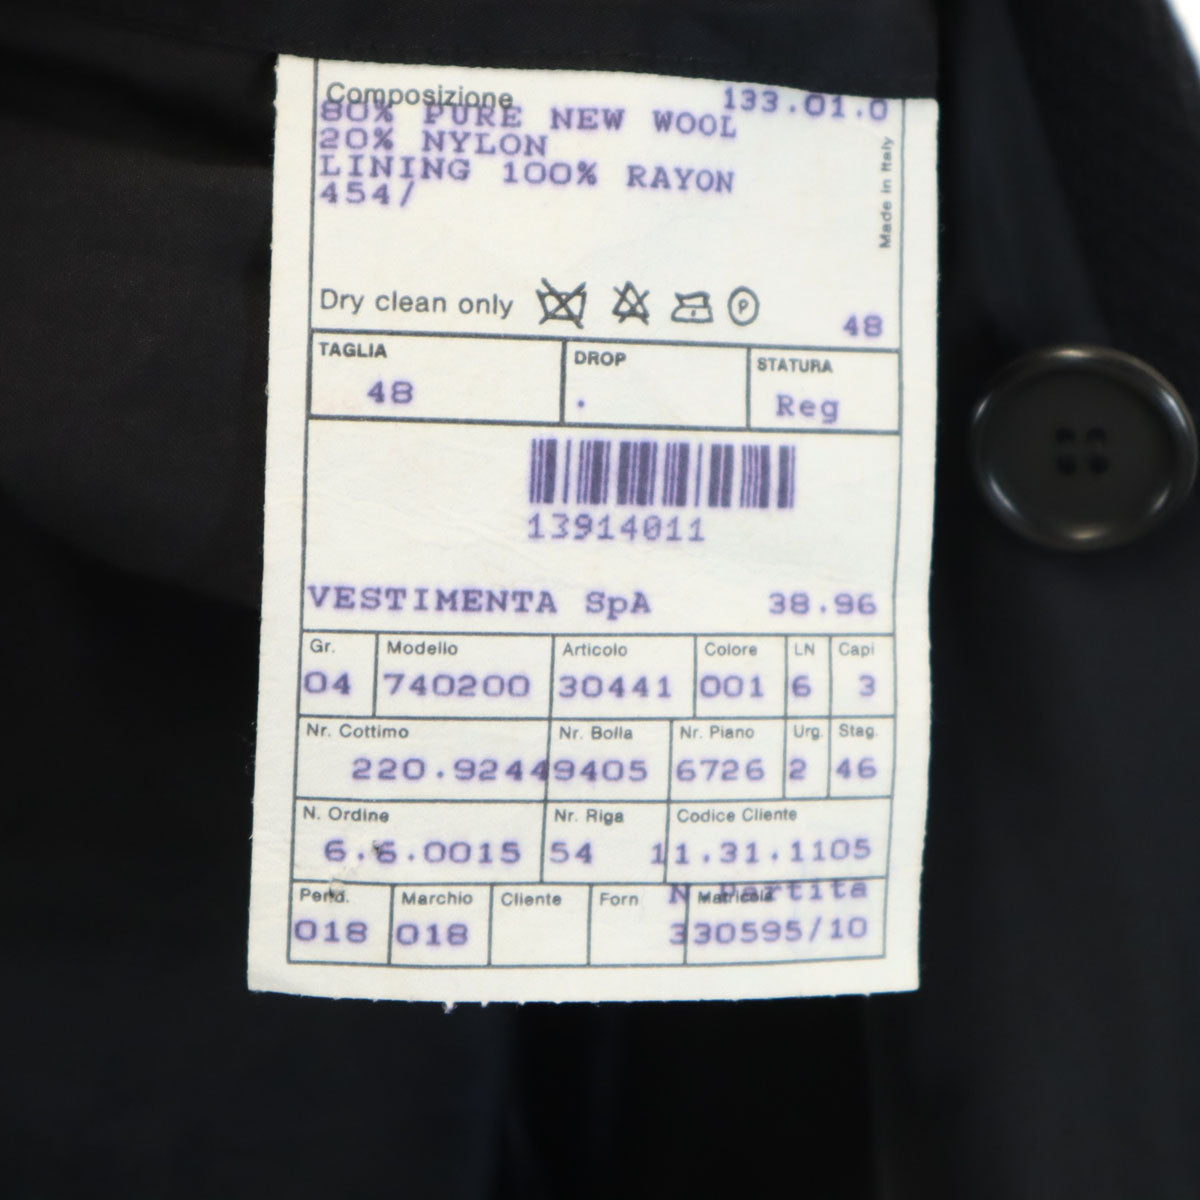 Composizione 133.01.0
80% PURE NEW WOOL
20% NYLON
LINING 100% RAYON
454/
Made in Italy
Dry clean only P 48
TAGLIA DROP STATURA
48 . Reg
13914011
VESTIMENTA SpA 38.96
Gr. Modello Articolo Colore LN Capi
04 740200 30441 001 6 3
Nr. Cottimo Nr. Bolla Nr. Piano Urg. Stag.
220.92449405 6726 2 46
N. Ordine Nr. Riga Codice Cliente
6.6.0015 54 11.31.1105
N Partita
Marchio Cliente Forn Matricola
018 018 330595/10